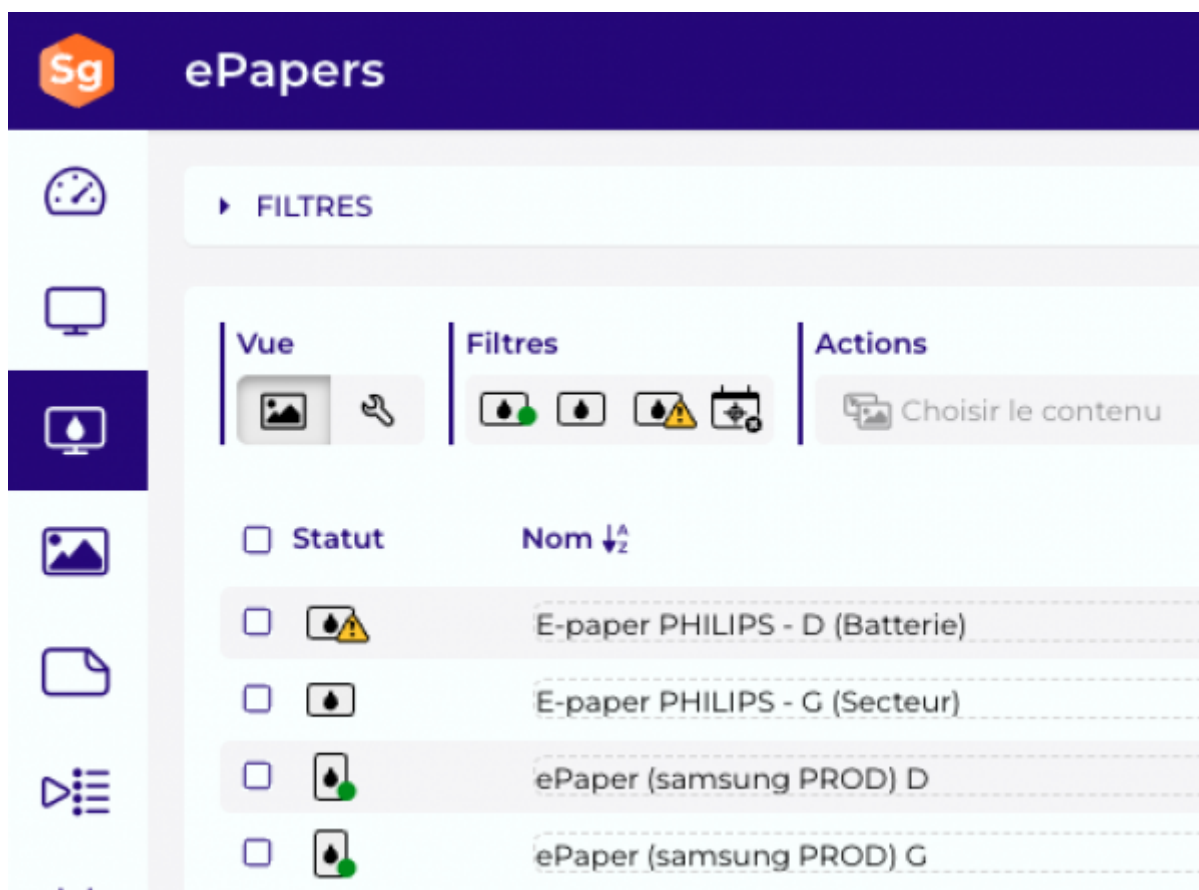 Sg ePapers
FILTRES
Vue Filtres Actions
Choisir le contenu
Statut Nom
E-paper PHILIPS - D (Batterie)
E-paper PHILIPS - G (Secteur)
ePaper (samsung PROD) D
ePaper (samsung PROD) G